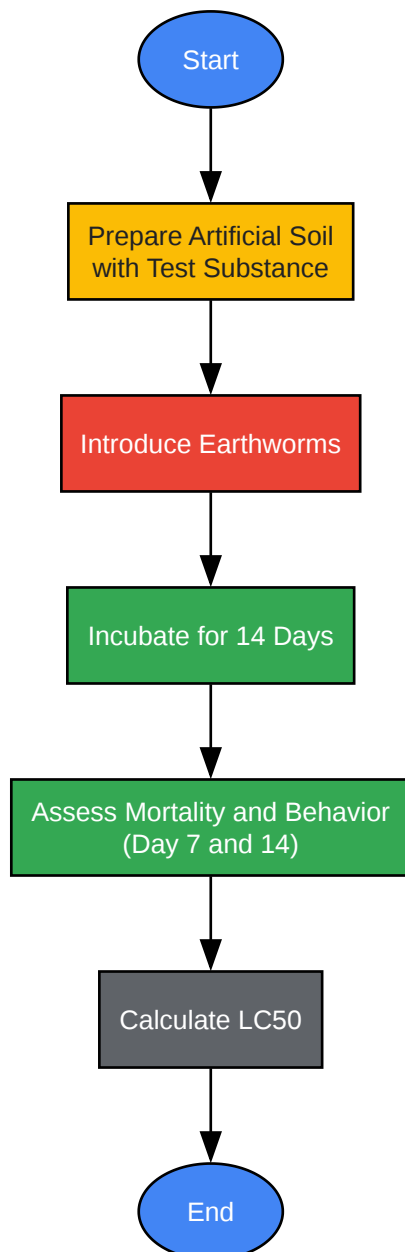 Start
Prepare Artificial Soil
with Test Substance
Introduce Earthworms
Incubate for 14 Days
Assess Mortality and Behavior
(Day 7 and 14)
Calculate LC50
End